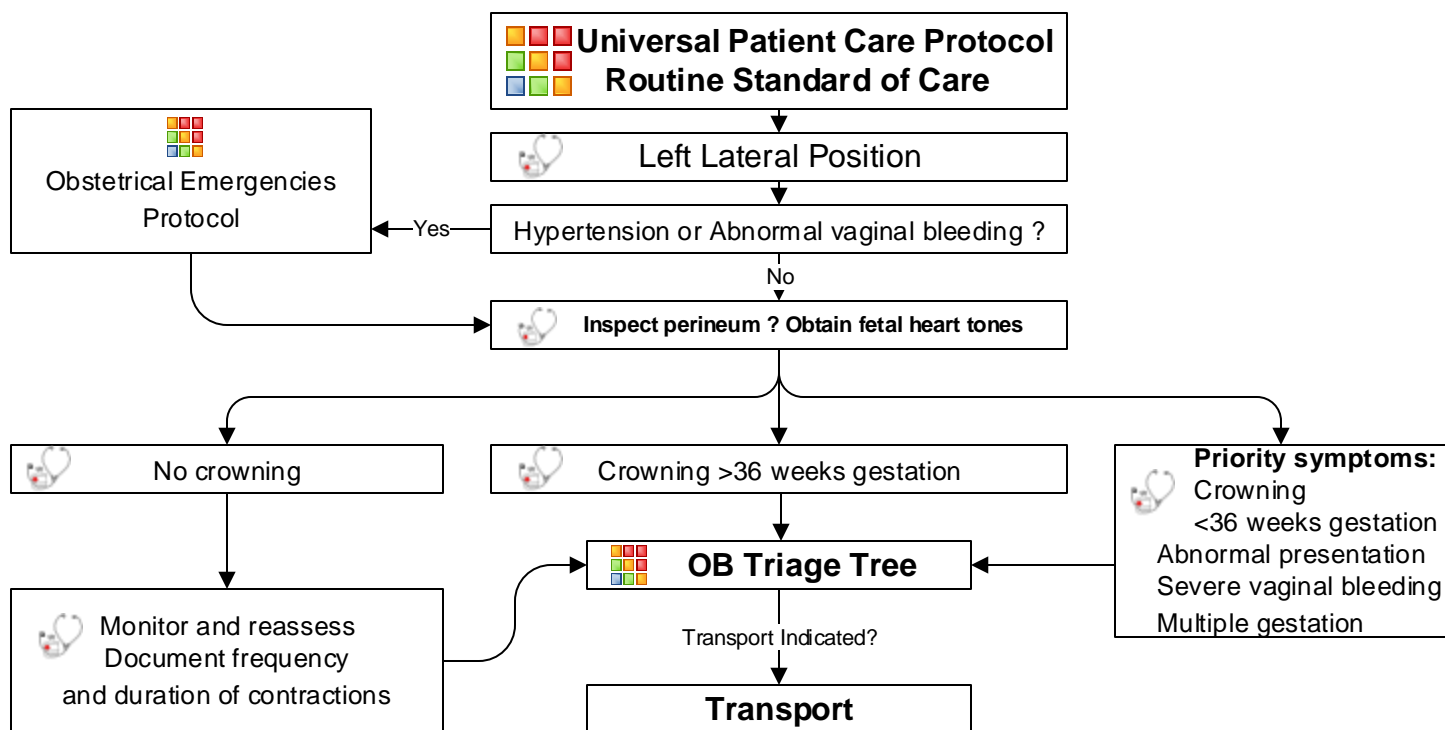 Universal Patient Care Protocol
Routine Standard of Care
Obstetrical Emergencies
Protocol
Left Lateral Position
Yes
Hypertension or Abnormal vaginal bleeding ?
No
Inspect perineum ? Obtain fetal heart tones
No crowning
Crowning >36 weeks gestation
Priority symptoms:
Crowning
<36 weeks gestation
Abnormal presentation
Severe vaginal bleeding
Multiple gestation
Monitor and reassess
Document frequency
and duration of contractions
OB Triage Tree
Transport Indicated?
Transport